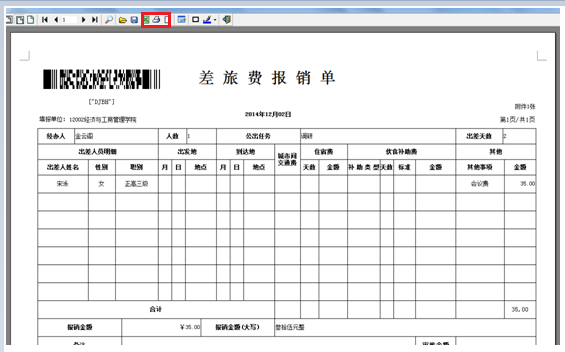 1
差旅费报销单
["DJBH"]
附件3张
填报单位: 12002经济与工商管理学院
2014年12月02日
第1页/共1页
经办人 金云丽 人数 1 公出任务 调研 出差天数 2
出差人员明细 出发地 到达地 城市间交通费 住宿费 伙食补助费 其他
出差人姓名 性别 职别 月 日 地点 月 日 地点 天数 金额 补助类型 天数 标准 金额 其他事项 金额
宋泳 女 正高三级 会议费 35.00
合计 35.00
报销金额 ￥35.00 报销金额(大写) 叁拾伍元整